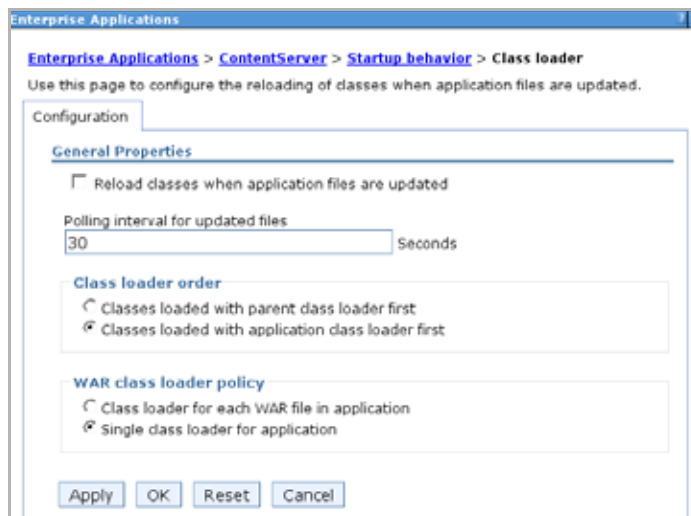 Enterprise Applications
?
Enterprise Applications > ContentServer > Startup behavior > Class loader
Use this page to configure the reloading of classes when application files are updated.
Configuration
General Properties
Reload classes when application files are updated
Polling interval for updated files
30 Seconds
Class loader order
Classes loaded with parent class loader first
Classes loaded with application class loader first
WAR class loader policy
Class loader for each WAR file in application
Single class loader for application
Apply OK Reset Cancel